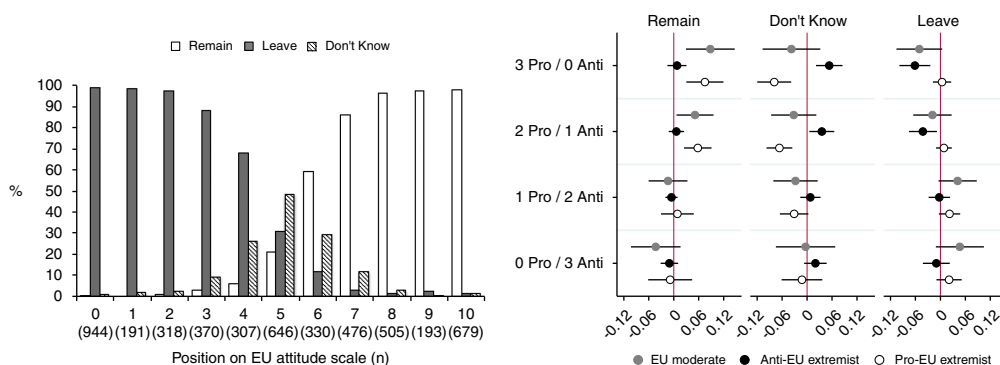 Remain Leave Don't Know
100
90
80
70
60
50
40
30
20
10
0
%
0 1 2 3 4 5 6 7 8 9 10
(944) (191) (318) (370) (307) (646) (330) (476) (505) (193) (679)
Position on EU attitude scale (n)
Remain Don't Know Leave
3 Pro / 0 Anti
2 Pro / 1 Anti
1 Pro / 2 Anti
0 Pro / 3 Anti
-0.12 -0.06 0 0.06 0.12 -0.12 -0.06 0 0.06 0.12 -0.12 -0.06 0 0.06 0.12
EU moderate Anti-EU extremist Pro-EU extremist